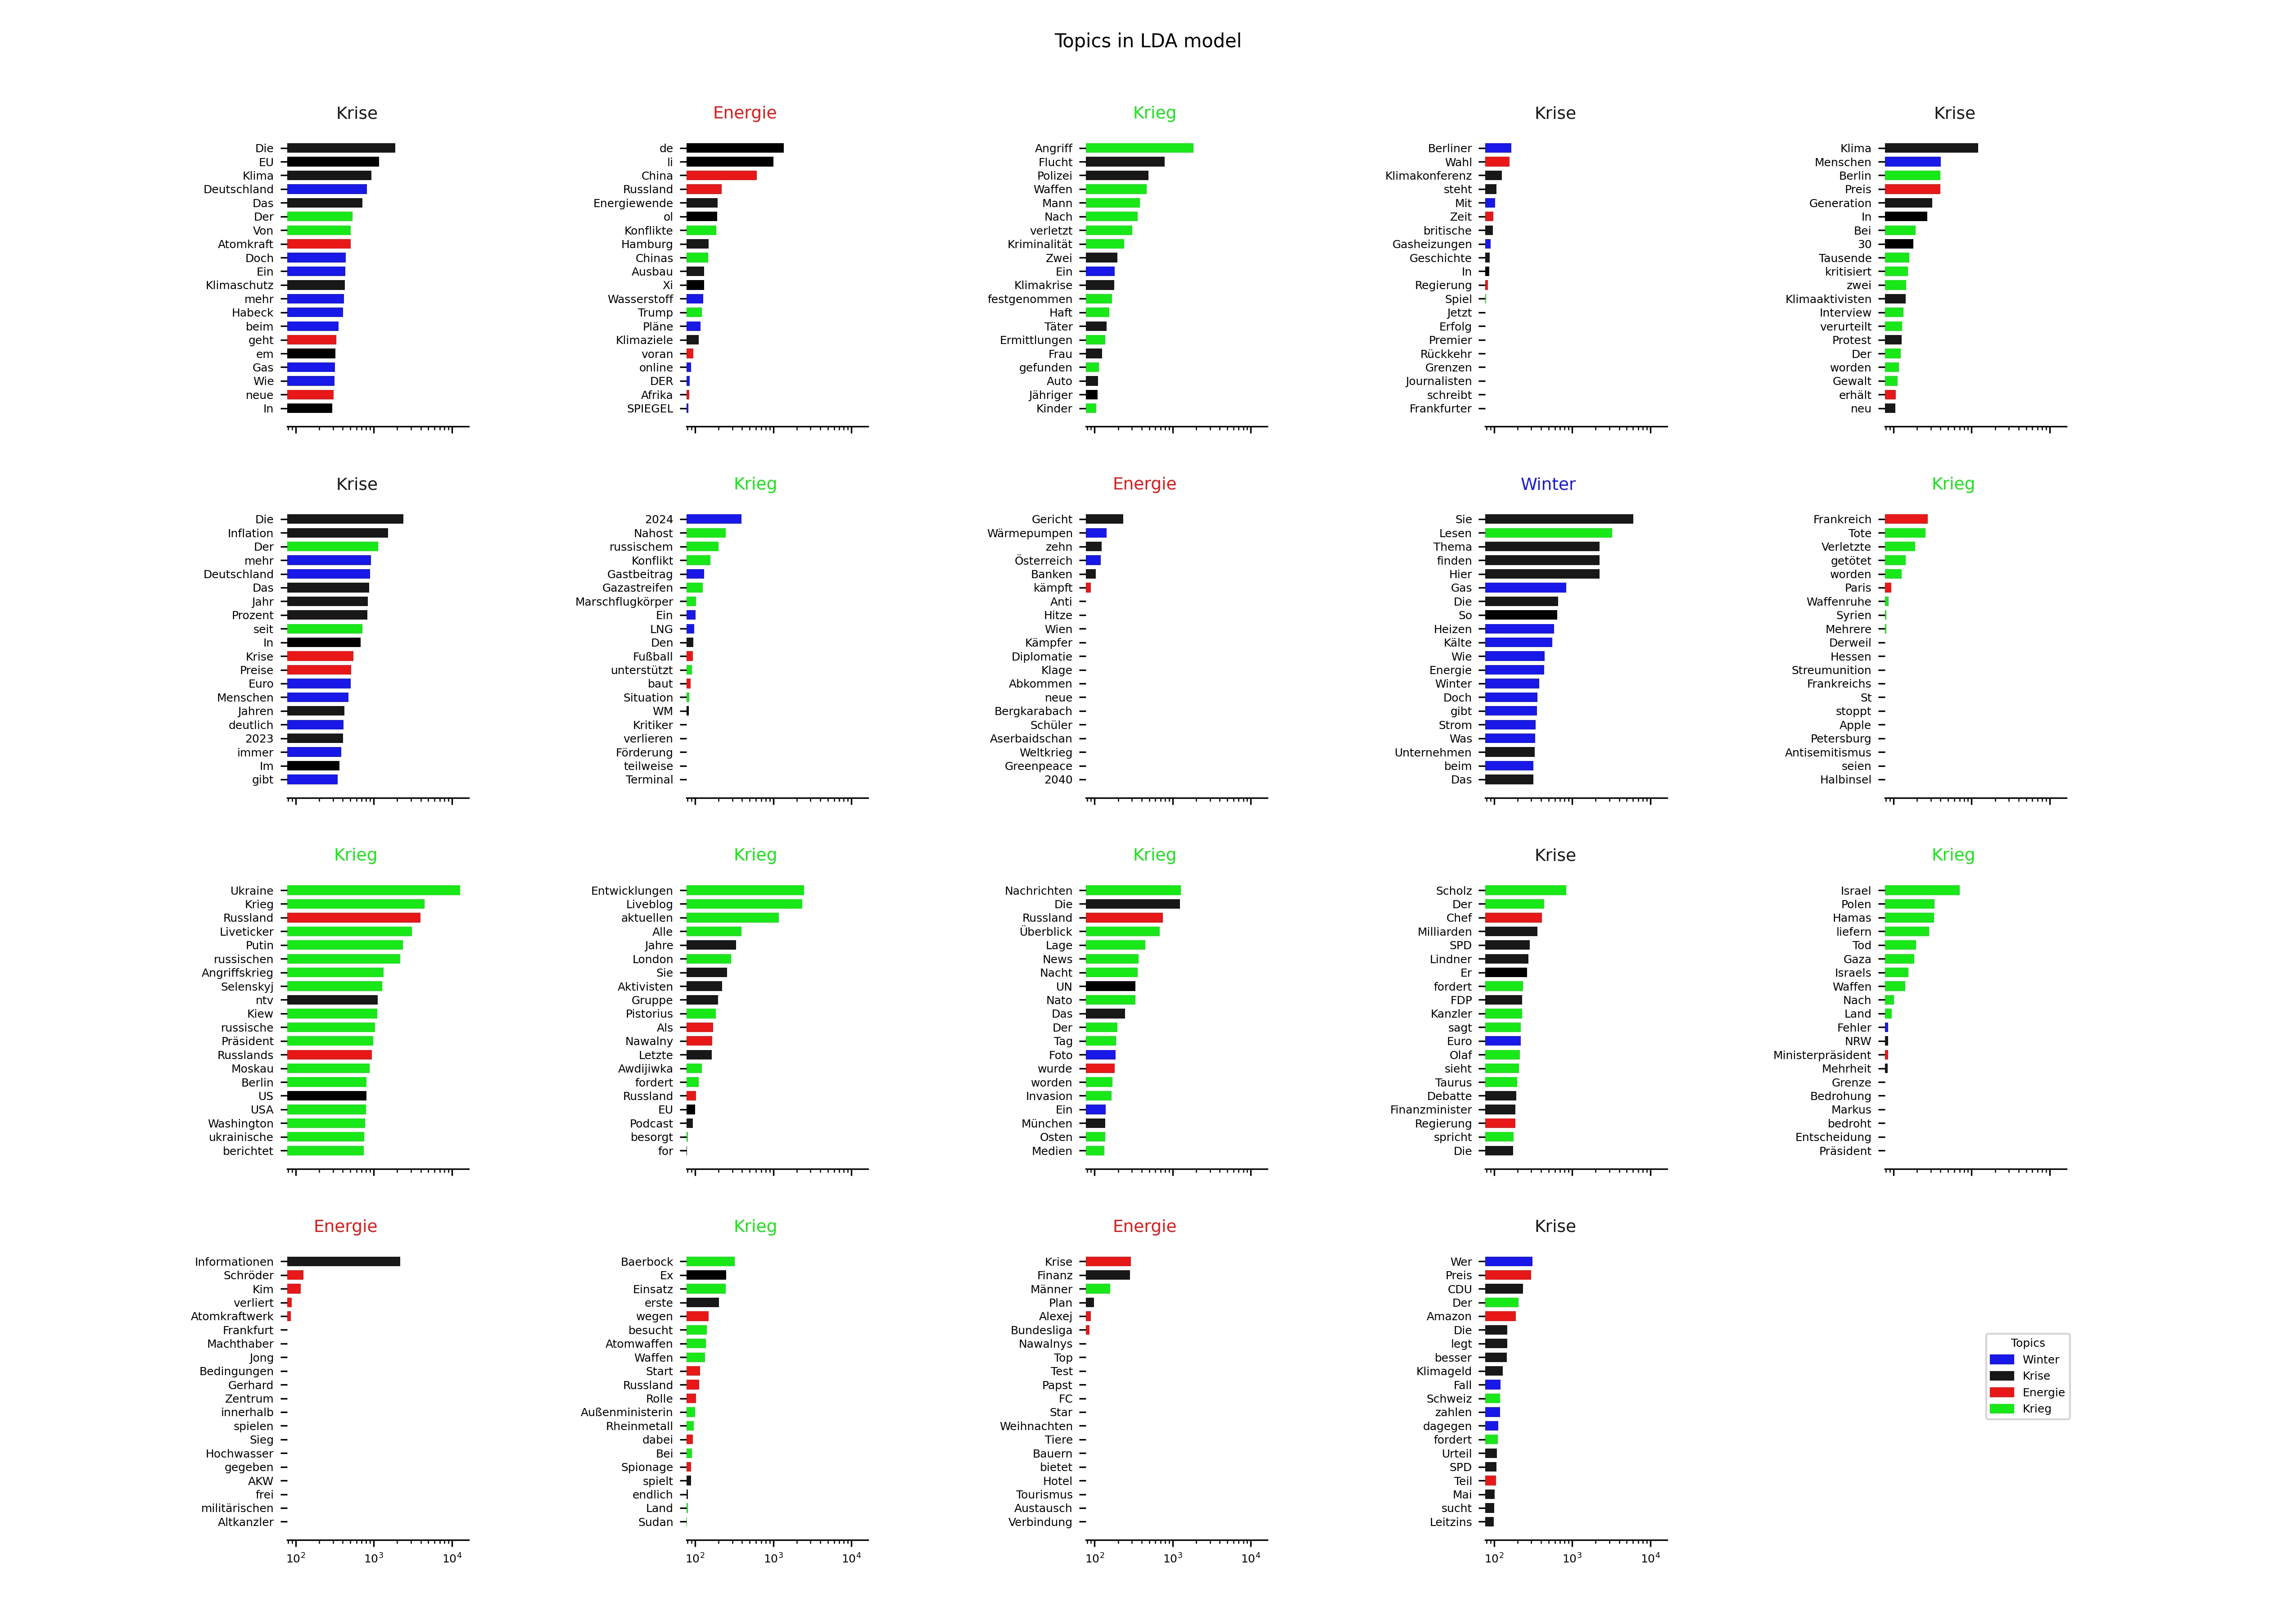 Topics in LDA model
Krise
Die
EU
Klima
Deutschland
Das
Der
Von
Atomkraft
Doch
Ein
Klimaschutz
mehr
Habeck
beim
geht
em
Gas
Wie
neue
In
Energie
de
li
China
Russland
Energiewende
ol
Konflikte
Hamburg
Chinas
Ausbau
Xi
Wasserstoff
Trump
Pläne
Klimaziele
voran
online
DER
Afrika
SPIEGEL
Krieg
Angriff
Flucht
Polizei
Waffen
Mann
Nach
verletzt
Kriminalität
Zwei
Ein
Klimakrise
festgenommen
Haft
Täter
Ermittlungen
Frau
gefunden
Auto
Jähriger
Kinder
Krise
Berliner
Wahl
Klimakonferenz
steht
Mit
Zeit
britische
Gasheizungen
Geschichte
In
Regierung
Spiel
Jetzt
Erfolg
Premier
Rückkehr
Grenzen
Journalisten
schreibt
Frankfurter
Krise
Klima
Menschen
Berlin
Preis
Generation
In
Bei
30
Tausende
kritisiert
zwei
Klimaaktivisten
Interview
verurteilt
Protest
Der
worden
Gewalt
erhält
neu
Krise
Die
Inflation
Der
mehr
Deutschland
Das
Jahr
Prozent
seit
In
Krise
Preise
Euro
Menschen
Jahren
deutlich
2023
immer
Im
gibt
Krieg
2024
Nahost
russischem
Konflikt
Gastbeitrag
Gazastreifen
Marschflugkörper
Ein
LNG
Den
Fußball
unterstützt
baut
Situation
WM
Kritiker
verlieren
Förderung
teilweise
Terminal
Energie
Gericht
Wärmepumpen
zehn
Österreich
Banken
kämpft
Anti
Hitze
Wien
Kämpfer
Diplomatie
Klage
Abkommen
neue
Bergkarabach
Schüler
Aserbaidschan
Weltkrieg
Greenpeace
2040
Winter
Sie
Lesen
Thema
finden
Hier
Gas
Die
So
Heizen
Kälte
Wie
Energie
Winter
Doch
gibt
Strom
Was
Unternehmen
beim
Das
Krieg
Frankreich
Tote
Verletzte
getötet
worden
Paris
Waffenruhe
Syrien
Mehrere
Derweil
Hessen
Streumunition
Frankreichs
St
stoppt
Apple
Petersburg
Antisemitismus
seien
Halbinsel
Krieg
Ukraine
Krieg
Russland
Liveticker
Putin
russischen
Angriffskrieg
Selenskyj
ntv
Kiew
russische
Präsident
Russlands
Moskau
Berlin
US
USA
Washington
ukrainische
berichtet
Krieg
Entwicklungen
Liveblog
aktuellen
Alle
Jahre
London
Sie
Aktivisten
Gruppe
Pistorius
Als
Nawalny
Letzte
Awdijiwka
fordert
Russland
EU
Podcast
besorgt
for
Krieg
Nachrichten
Die
Russland
Überblick
Lage
News
Nacht
UN
Nato
Das
Der
Tag
Foto
wurde
worden
Invasion
Ein
München
Osten
Medien
Krise
Scholz
Der
Chef
Milliarden
SPD
Lindner
Er
fordert
FDP
Kanzler
sagt
Euro
Olaf
sieht
Taurus
Debatte
Finanzminister
Regierung
spricht
Die
Krieg
Israel
Polen
Hamas
liefern
Tod
Gaza
Israels
Waffen
Nach
Land
Fehler
NRW
Ministerpräsident
Mehrheit
Grenze
Bedrohung
Markus
bedroht
Entscheidung
Präsident
Energie
Informationen
Schröder
Kim
verliert
Atomkraftwerk
Frankfurt
Machthaber
Jong
Bedingungen
Gerhard
Zentrum
innerhalb
spielen
Sieg
Hochwasser
gegeben
AKW
frei
militärischen
Altkanzler
10² 10³ 10⁴
Krieg
Baerbock
Ex
Einsatz
erste
wegen
besucht
Atomwaffen
Waffen
Start
Russland
Rolle
Außenministerin
Rheinmetall
dabei
Bei
Spionage
spielt
endlich
Land
Sudan
10² 10³ 10⁴
Energie
Krise
Finanz
Männer
Plan
Alexej
Bundesliga
Nawalnys
Top
Test
Papst
FC
Star
Weihnachten
Tiere
Bauern
bietet
Hotel
Tourismus
Austausch
Verbindung
10² 10³ 10⁴
Krise
Wer
Preis
CDU
Der
Amazon
Die
legt
besser
Klimageld
Fall
Schweiz
zahlen
dagegen
fordert
Urteil
SPD
Teil
Mai
sucht
Leitzins
10² 10³ 10⁴
Topics
Winter
Krise
Energie
Krieg